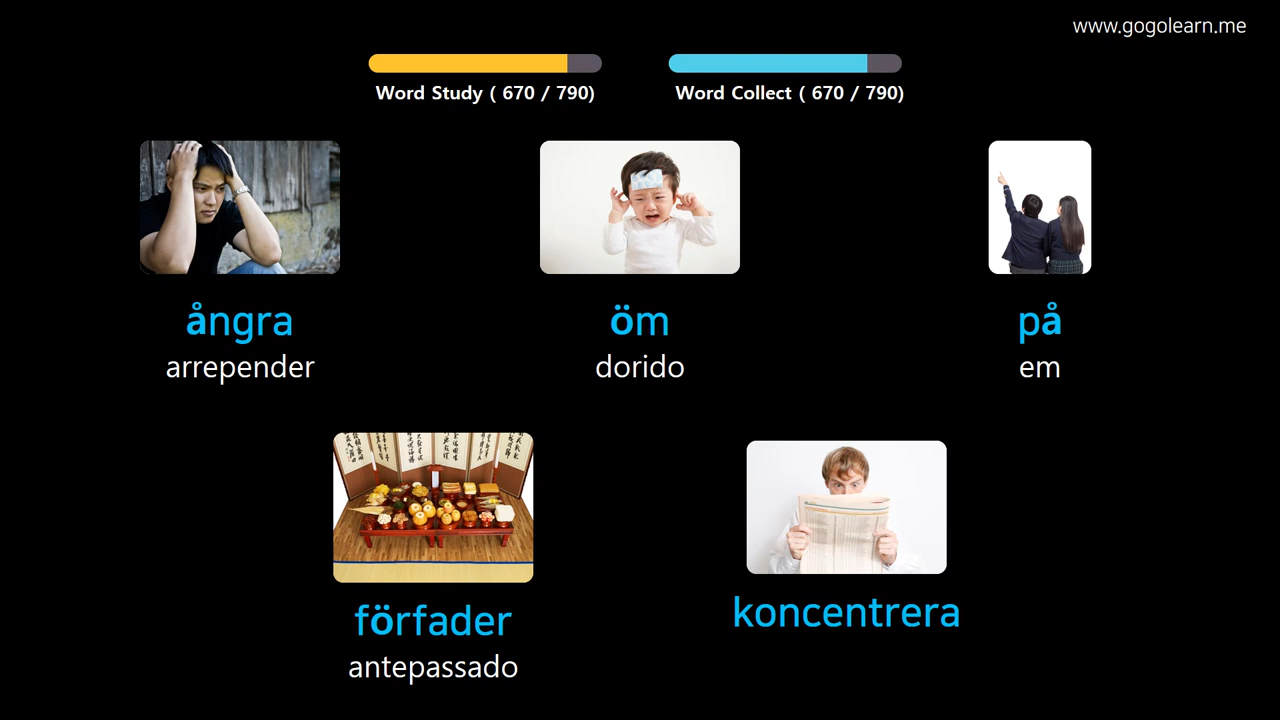 www.gogolearn.me
Word Study ( 670 / 790)
Word Collect ( 670 / 790)
ångra
arrepender
öm
dorido
på
em
förfader
antepassado
koncentrera